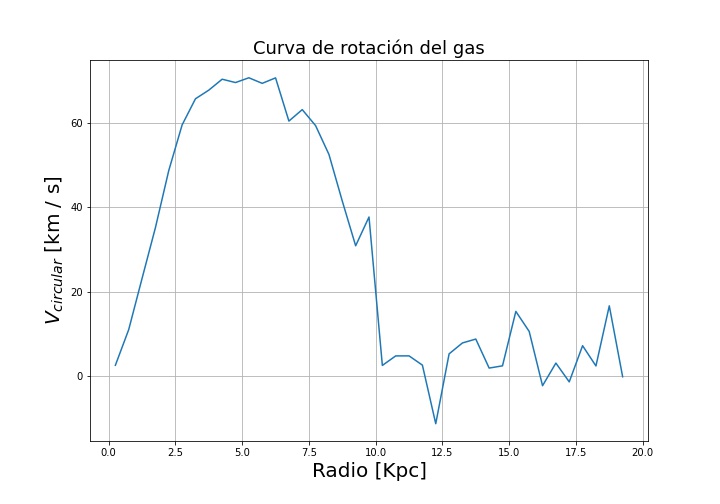 Curva de rotación del gas
V_circular [km / s]
60
40
20
0
0.0 2.5 5.0 7.5 10.0 12.5 15.0 17.5 20.0
Radio [Kpc]